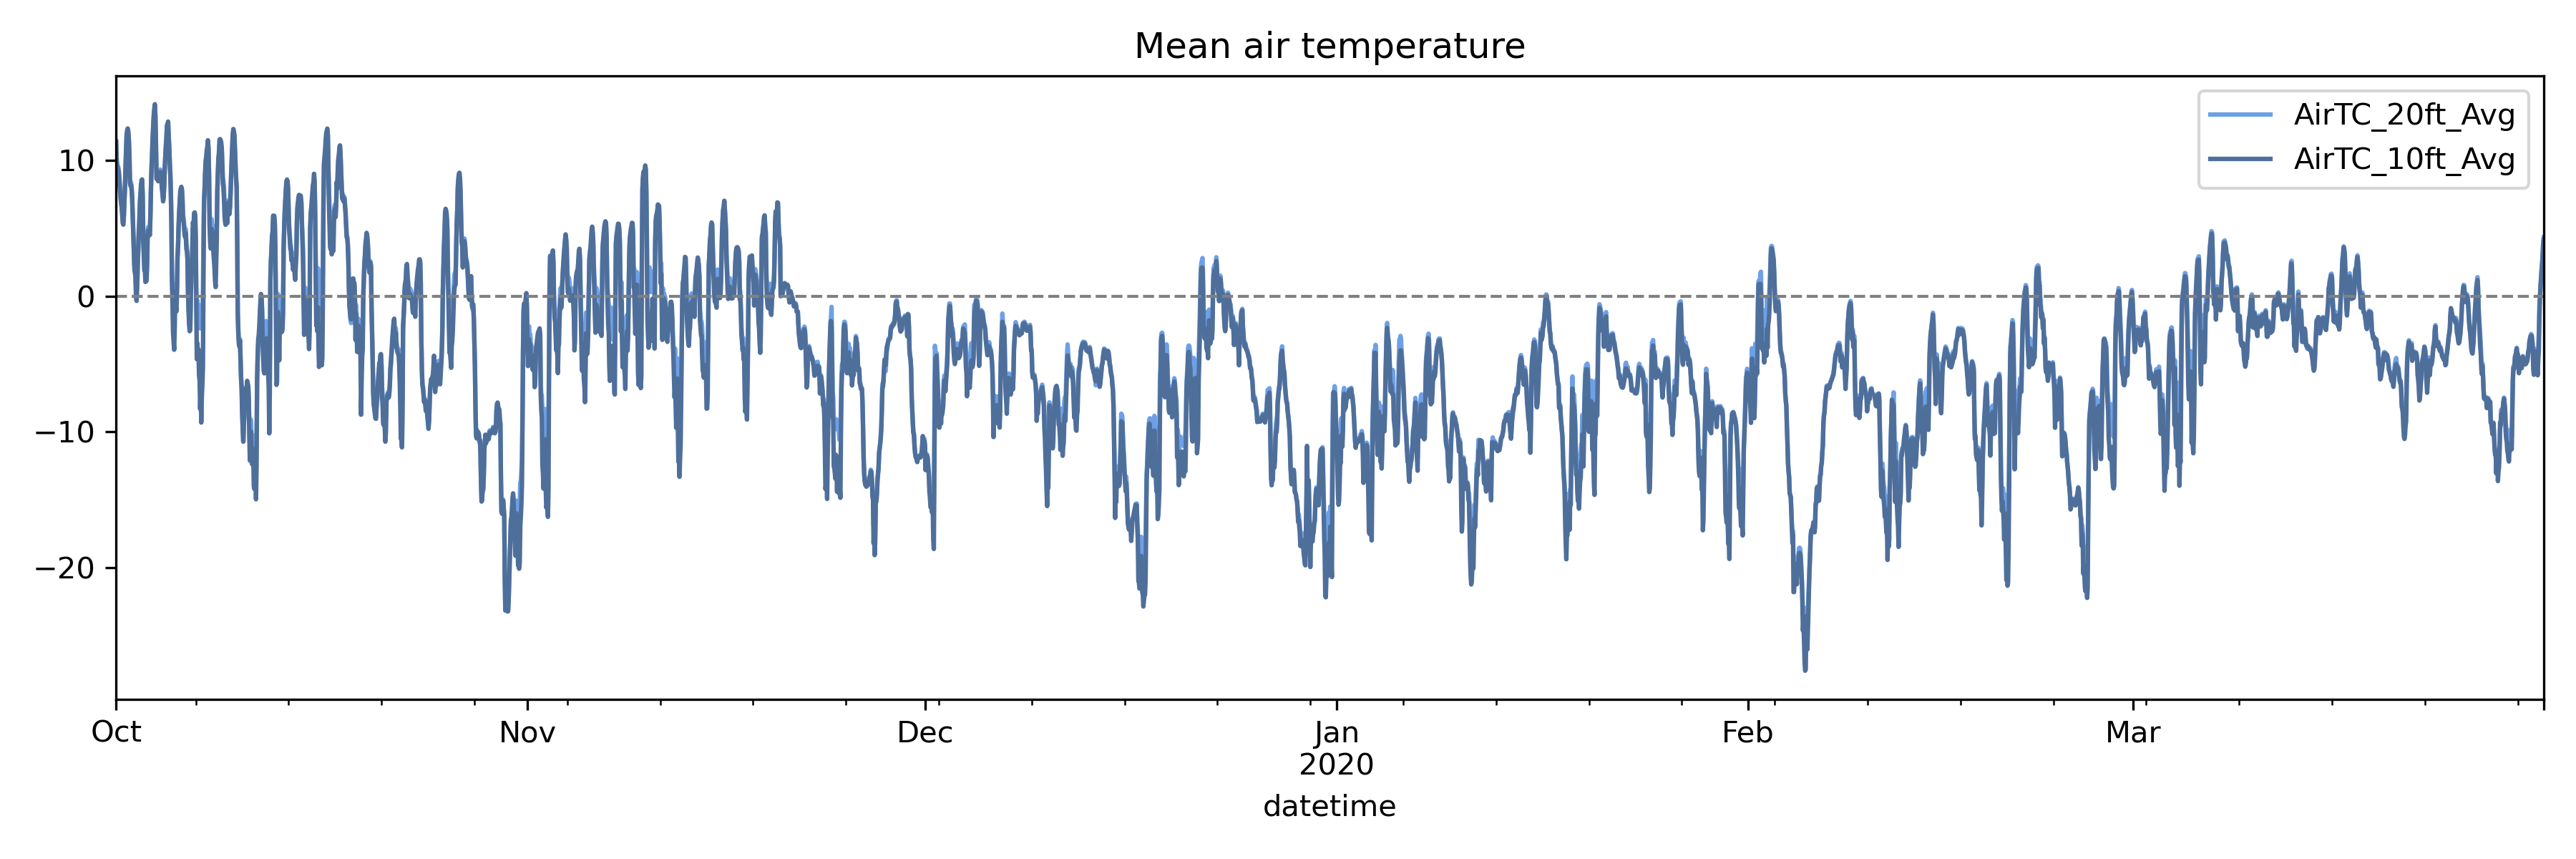 Mean air temperature
AirTC_20ft_Avg
AirTC_10ft_Avg
10
0
−10
−20
Oct
Nov
Dec
Jan
2020
Feb
Mar
datetime